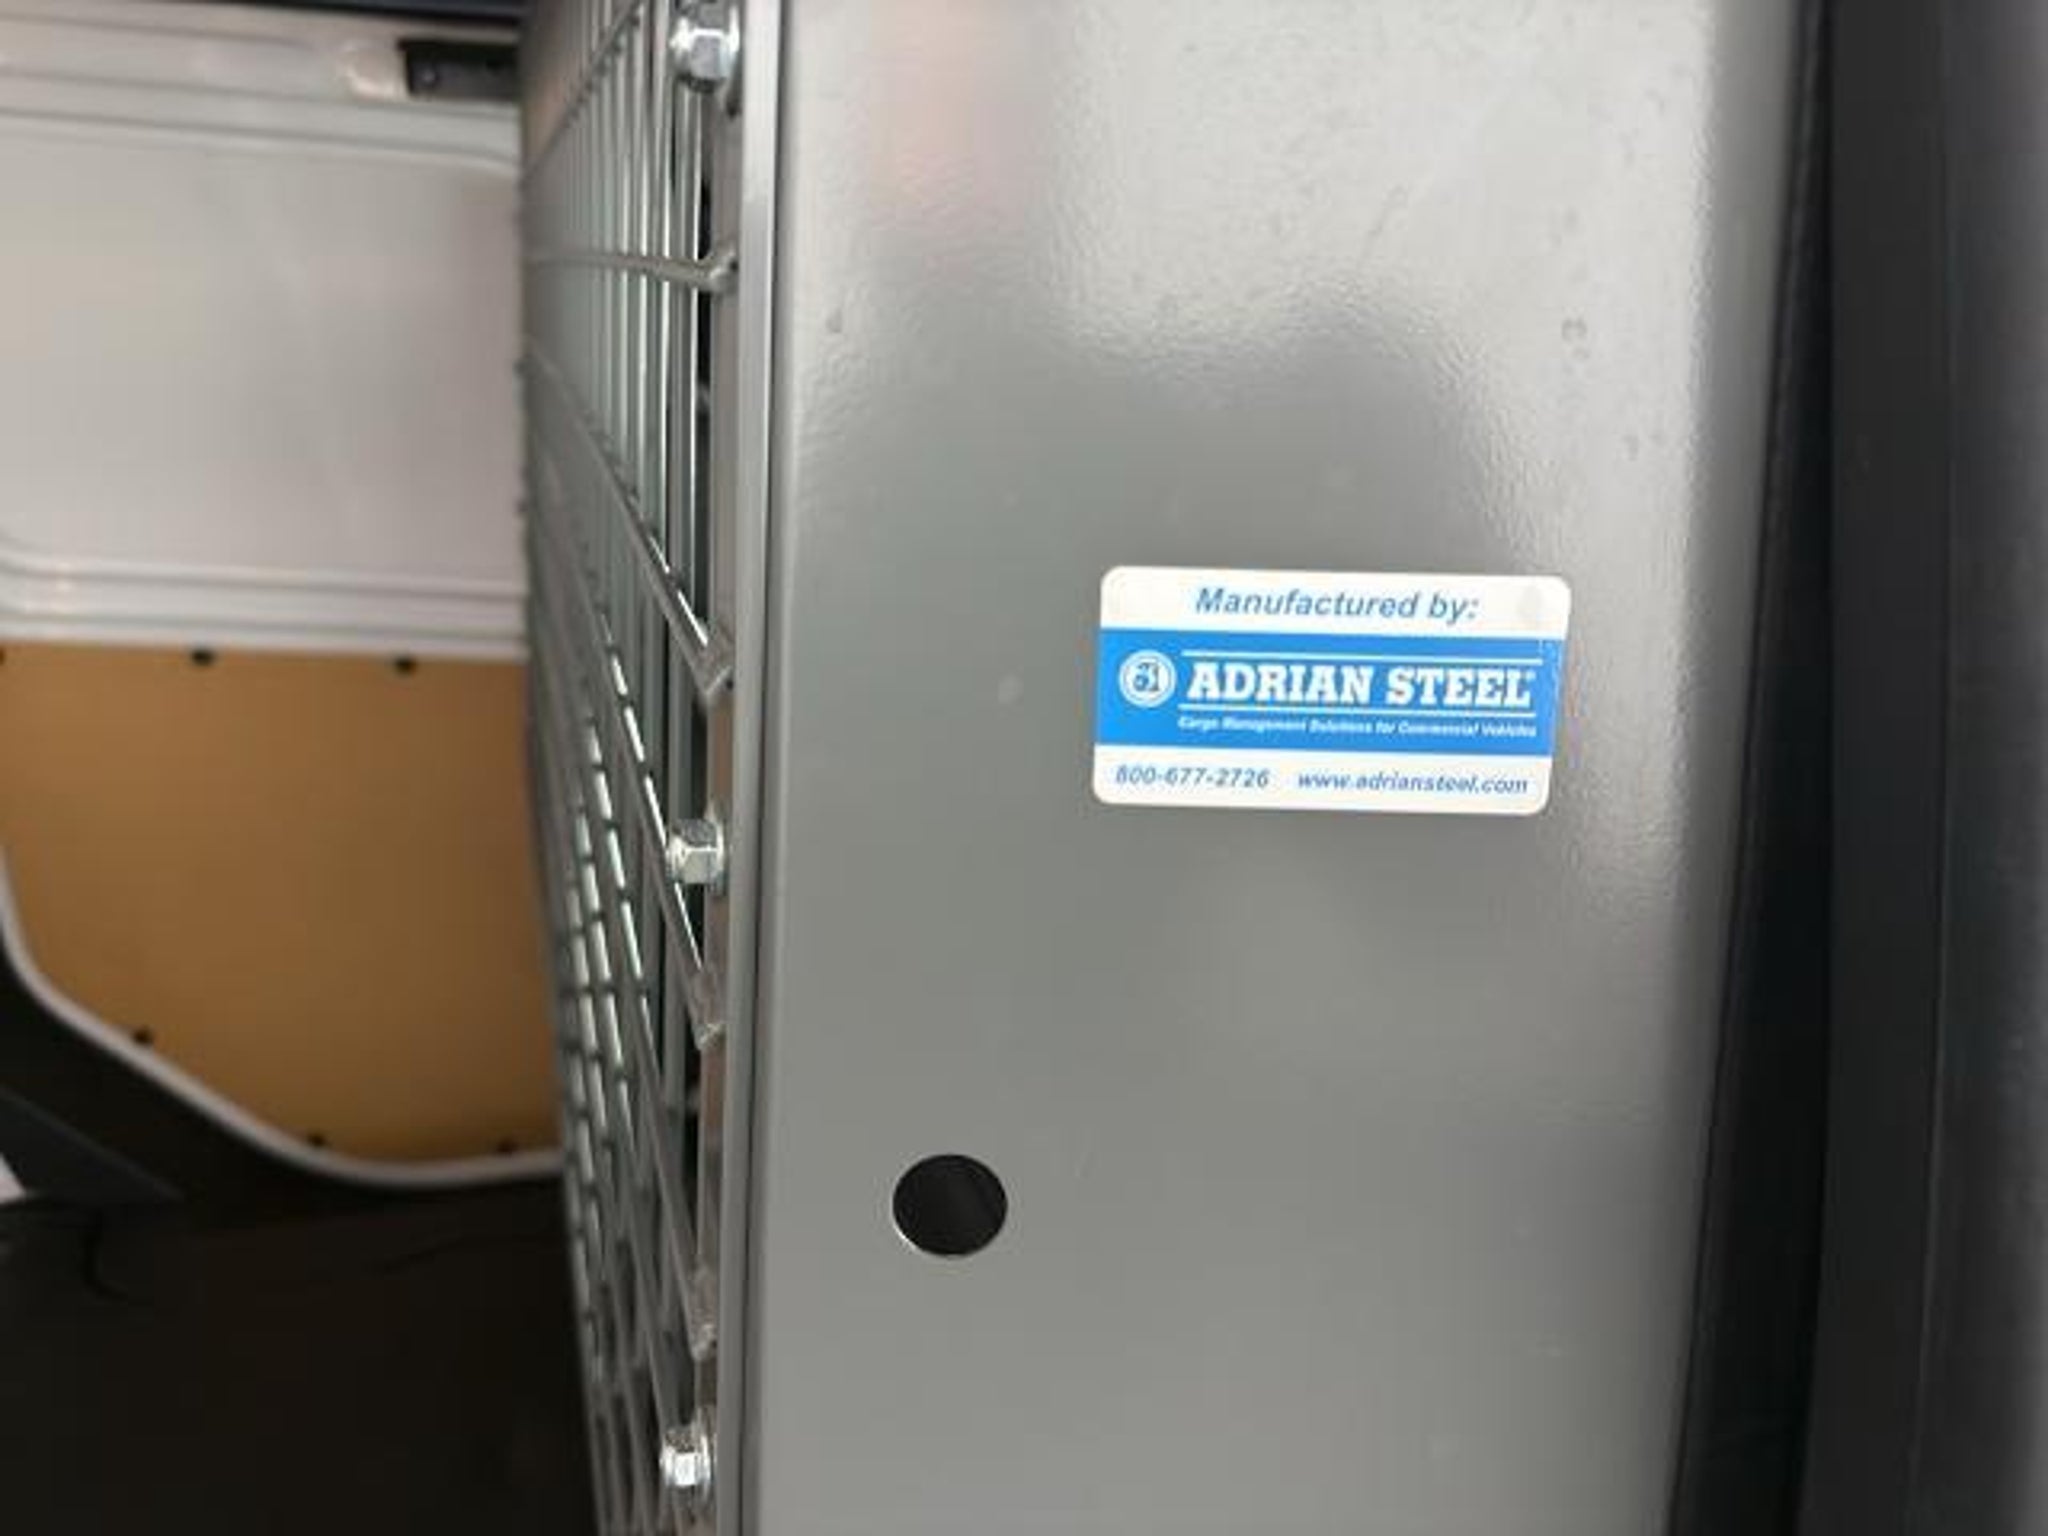 Manufactured by:
ADRIAN STEEL
Cargo Management Solutions for Commercial Vehicles
800-677-2726 www.adriansteel.com